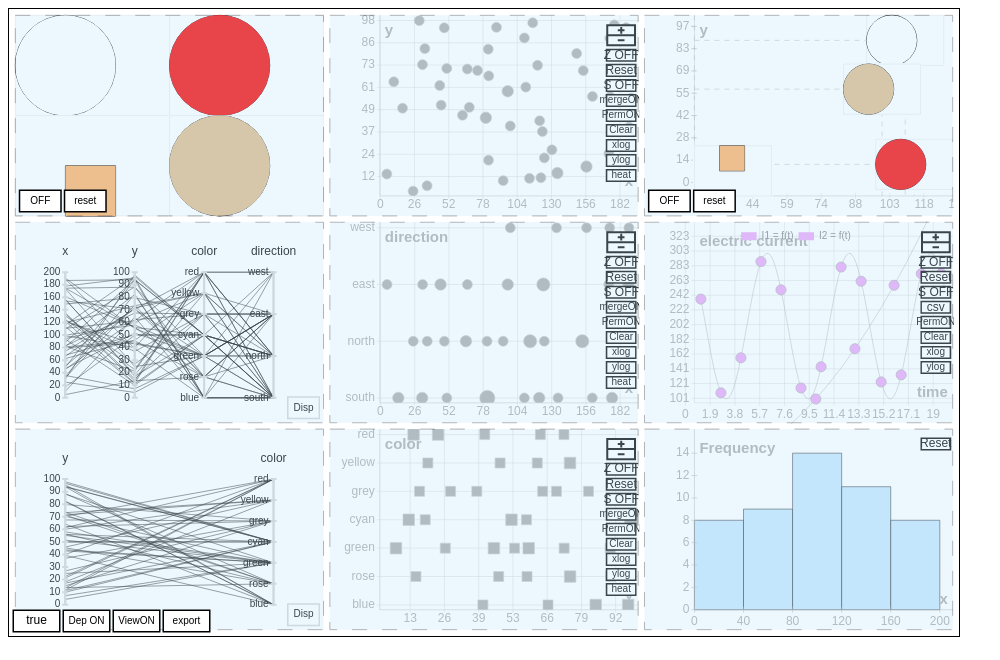 OFF
reset
y
98
86
73
61
49
37
24
12
0
0
26
52
78
104
130
156
182
x
+
−
Z OFF
Reset
S OFF
mergeON
PermON
Clear
xlog
ylog
heat
y
97
83
69
55
42
28
14
0
44
59
74
88
103
118
1
OFF
reset
x
y
color
direction
200
180
160
140
120
100
80
60
40
20
0
100
90
80
70
60
50
40
30
20
10
0
red
yellow
grey
cyan
green
rose
blue
west
east
north
south
Disp
direction
west
east
north
south
0
26
52
78
104
130
156
182
x
+
−
Z OFF
Reset
S OFF
mergeON
PermON
Clear
xlog
ylog
heat
electric current
I1 = f(t)
I2 = f(t)
323
303
283
263
242
222
202
182
162
141
121
101
0
1.9
3.8
5.7
7.6
9.5
11.4
13.3
15.2
17.1
19
time
+
−
Z OFF
Reset
S OFF
csv
PermON
Clear
xlog
ylog
y
color
100
90
80
70
60
50
40
30
20
10
0
red
yellow
grey
cyan
green
rose
blue
Disp
true
Dep ON
ViewON
export
color
red
yellow
grey
cyan
green
rose
blue
13
26
39
53
66
79
92
+
−
Z OFF
Reset
S OFF
mergeON
PermON
Clear
xlog
ylog
heat
Frequency
Reset
14
12
10
8
6
4
2
0
0
40
80
120
160
200
x